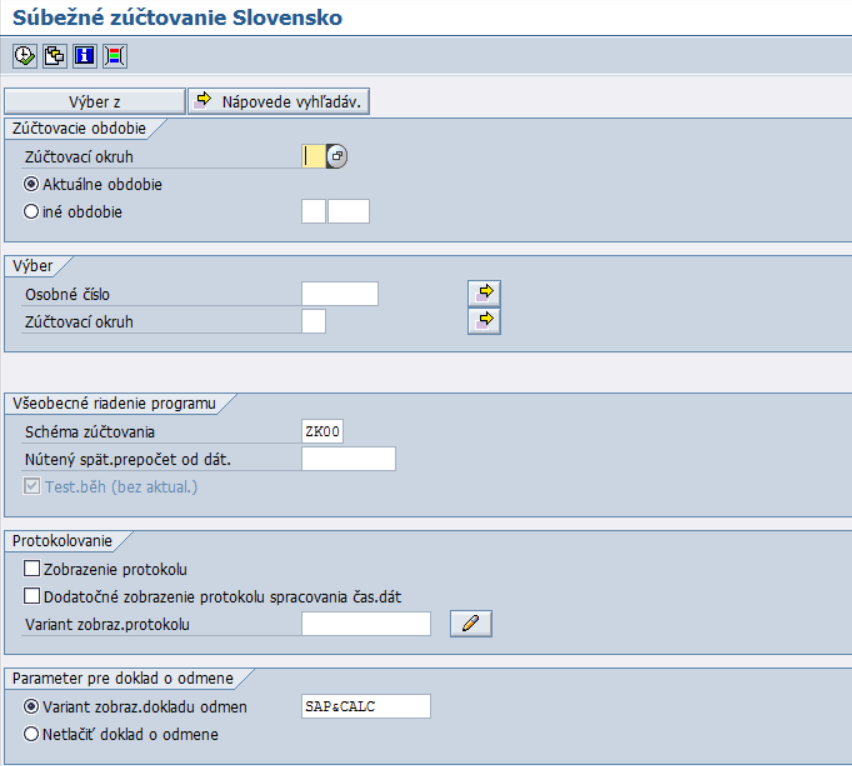 Súbežné zúčtovanie Slovensko
Výber z
Nápovede vyhľadáv.
Zúčtovacie obdobie
Zúčtovací okruh
Aktuálne obdobie
iné obdobie
Výber
Osobné číslo
Zúčtovací okruh
Všeobecné riadenie programu
Schéma zúčtovania ZK00
Nútený spät.prepočet od dát.
Test.běh (bez aktual.)
Protokolovanie
Zobrazenie protokolu
Dodatočné zobrazenie protokolu spracovania čas.dát
Variant zobraz.protokolu
Parameter pre doklad o odmene
Variant zobraz.dokladu odmen SAP&CALC
Netlačiť doklad o odmene